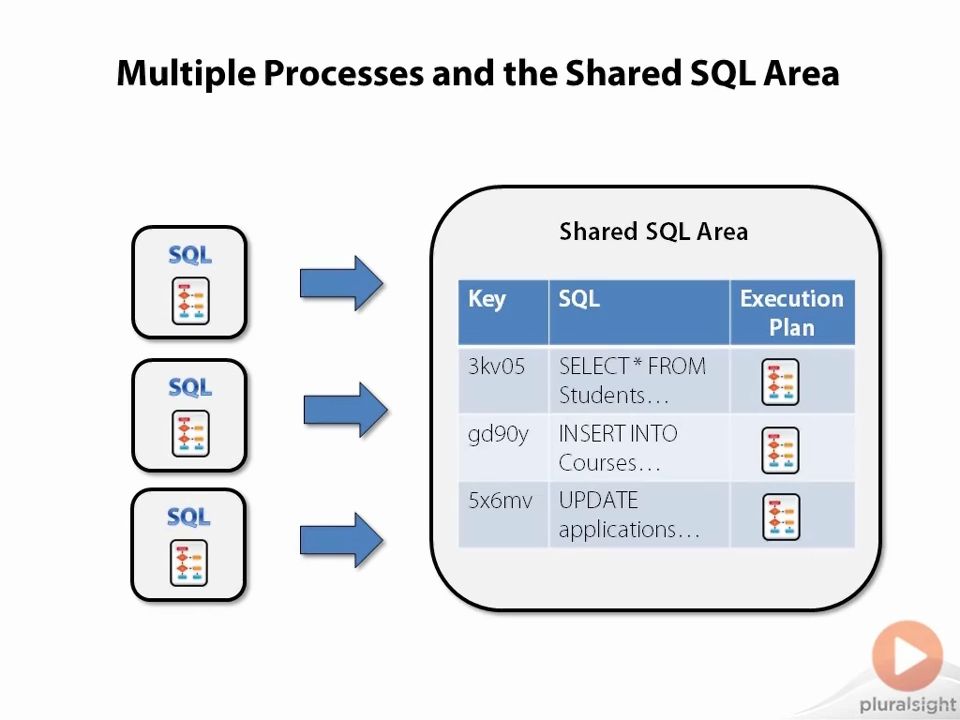 Multiple Processes and the Shared SQL Area
SQL
SQL
SQL
Shared SQL Area
Key
SQL
Execution
Plan
3kv05
SELECT * FROM
Students...
gd90y
INSERT INTO
Courses...
5x6mv
UPDATE
applications...
pluralsight